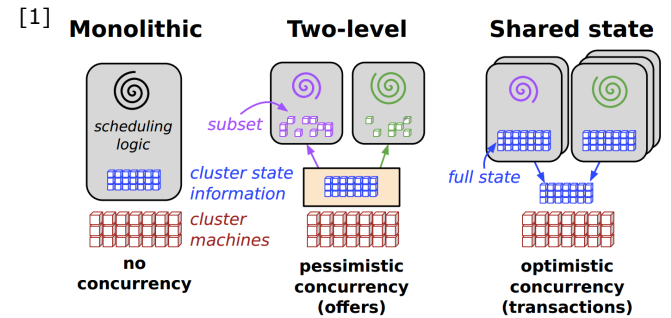 [1]
Monolithic
Two-level
Shared state
scheduling
logic
subset
cluster state
information
full state
cluster
machines
no
concurrency
pessimistic
concurrency
(offers)
optimistic
concurrency
(transactions)